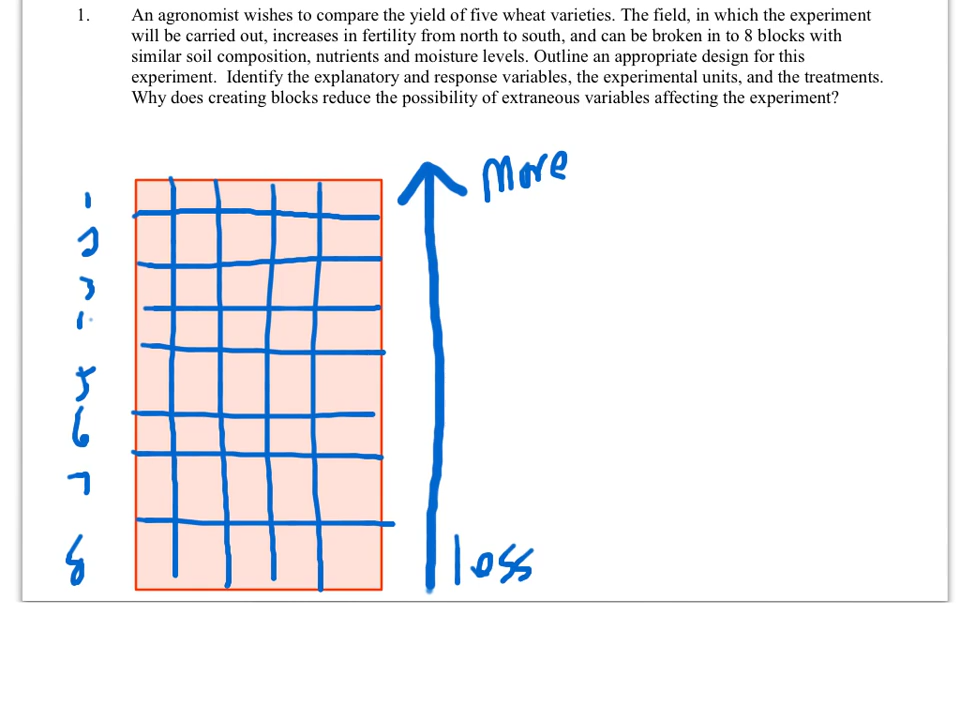 1. An agronomist wishes to compare the yield of five wheat varieties. The field, in which the experiment
will be carried out, increases in fertility from north to south, and can be broken in to 8 blocks with
similar soil composition, nutrients and moisture levels. Outline an appropriate design for this
experiment. Identify the explanatory and response variables, the experimental units, and the treatments.
Why does creating blocks reduce the possibility of extraneous variables affecting the experiment?
More
1
2
3
5
6
7
8
loss